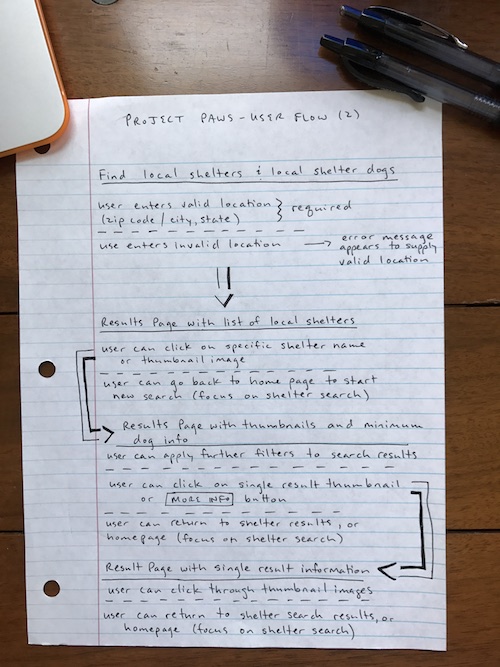 PROJECT PAWS - USER FLOW (2)
Find local shelters & local shelter dogs
user enters valid location } required
(zip code / city, state)
use enters invalid location → error message
appears to supply
valid location
Results Page with list of local shelters
user can click on specific shelter name
or thumbnail image
user can go back to home page to start
new search (focus on shelter search)
Results Page with thumbnails and minimum
dog info
user can apply further filters to search results
user can click on single result thumbnail
or MORE INFO button
user can return to shelter results, or
homepage (focus on shelter search)
Result Page with single result information
user can click through thumbnail images
user can return to shelter search results, or
homepage (focus on shelter search)